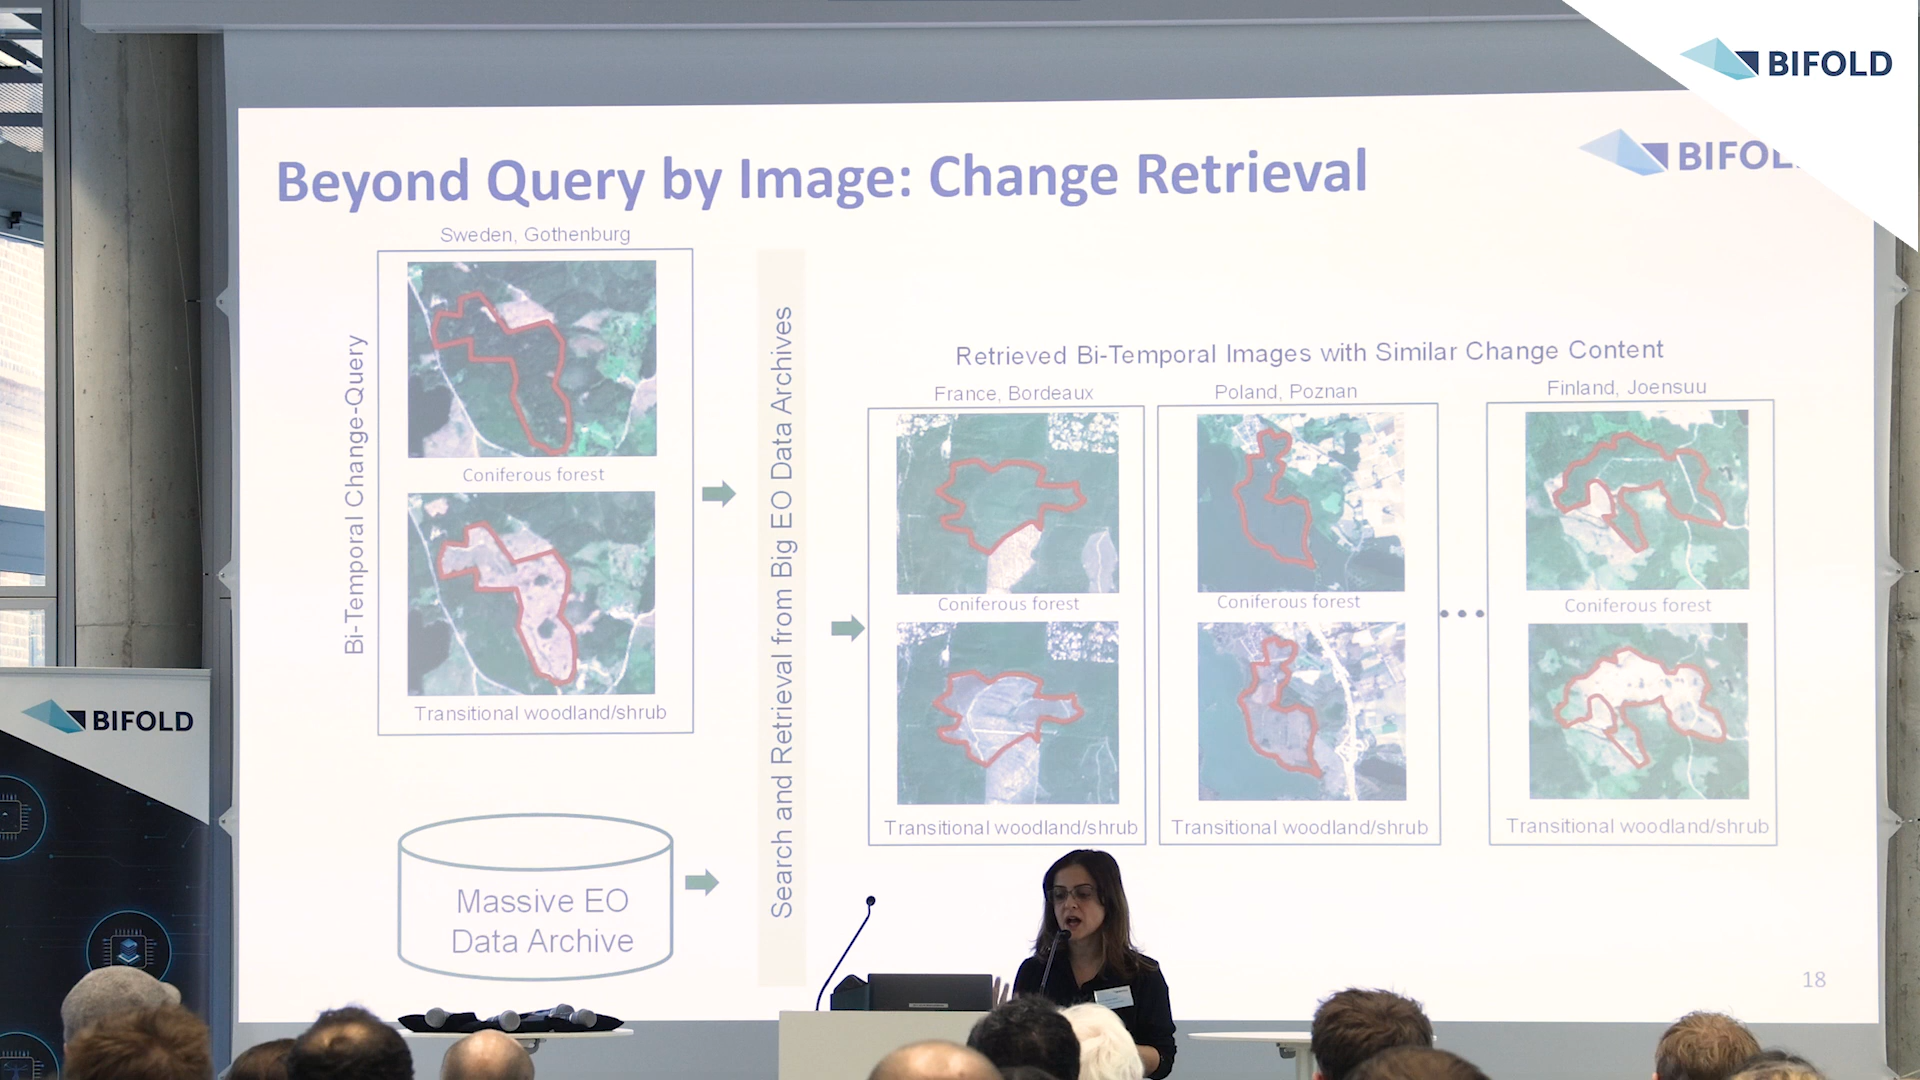 BIFOLD
Beyond Query by Image: Change Retrieval
BIFOL
Sweden, Gothenburg
Bi-Temporal Change-Query
Coniferous forest
Transitional woodland/shrub
Massive EO
Data Archive
Search and Retrieval from Big EO Data Archives
Retrieved Bi-Temporal Images with Similar Change Content
France, Bordeaux
Coniferous forest
Transitional woodland/shrub
Poland, Poznan
Coniferous forest
Transitional woodland/shrub
Finland, Joensuu
Coniferous forest
Transitional woodland/shrub
18
BIFOLD